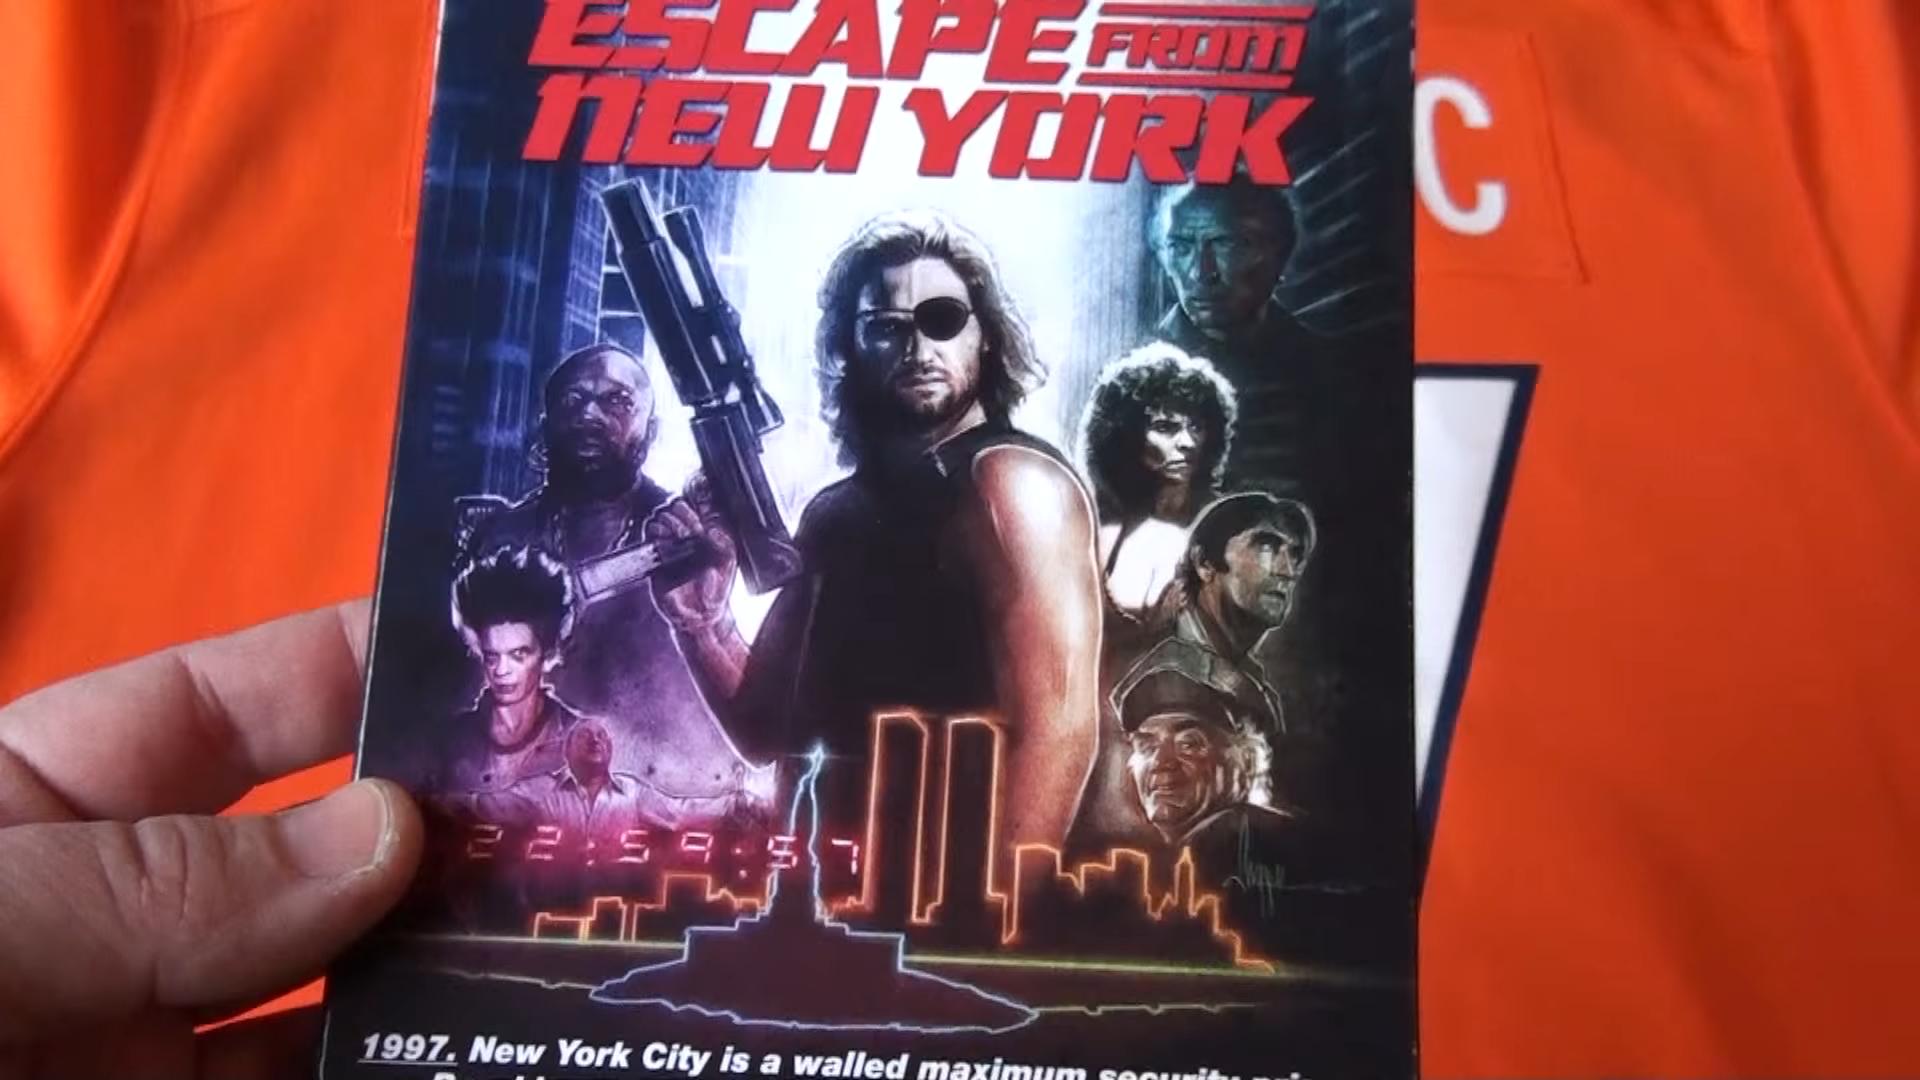 ESCAPE FROM
NEW YORK
C
22:59:57
1997. New York City is a walled maximum security